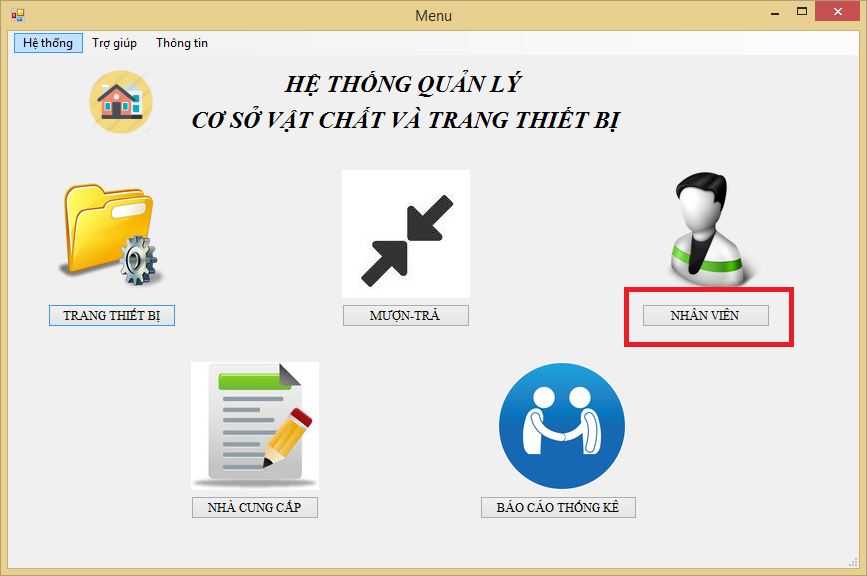 Menu
Hệ thống Trợ giúp Thông tin
HỆ THỐNG QUẢN LÝ
CƠ SỞ VẬT CHẤT VÀ TRANG THIẾT BỊ
TRANG THIẾT BỊ
MƯỢN-TRẢ
NHÂN VIÊN
NHÀ CUNG CẤP
BÁO CÁO THỐNG KÊ